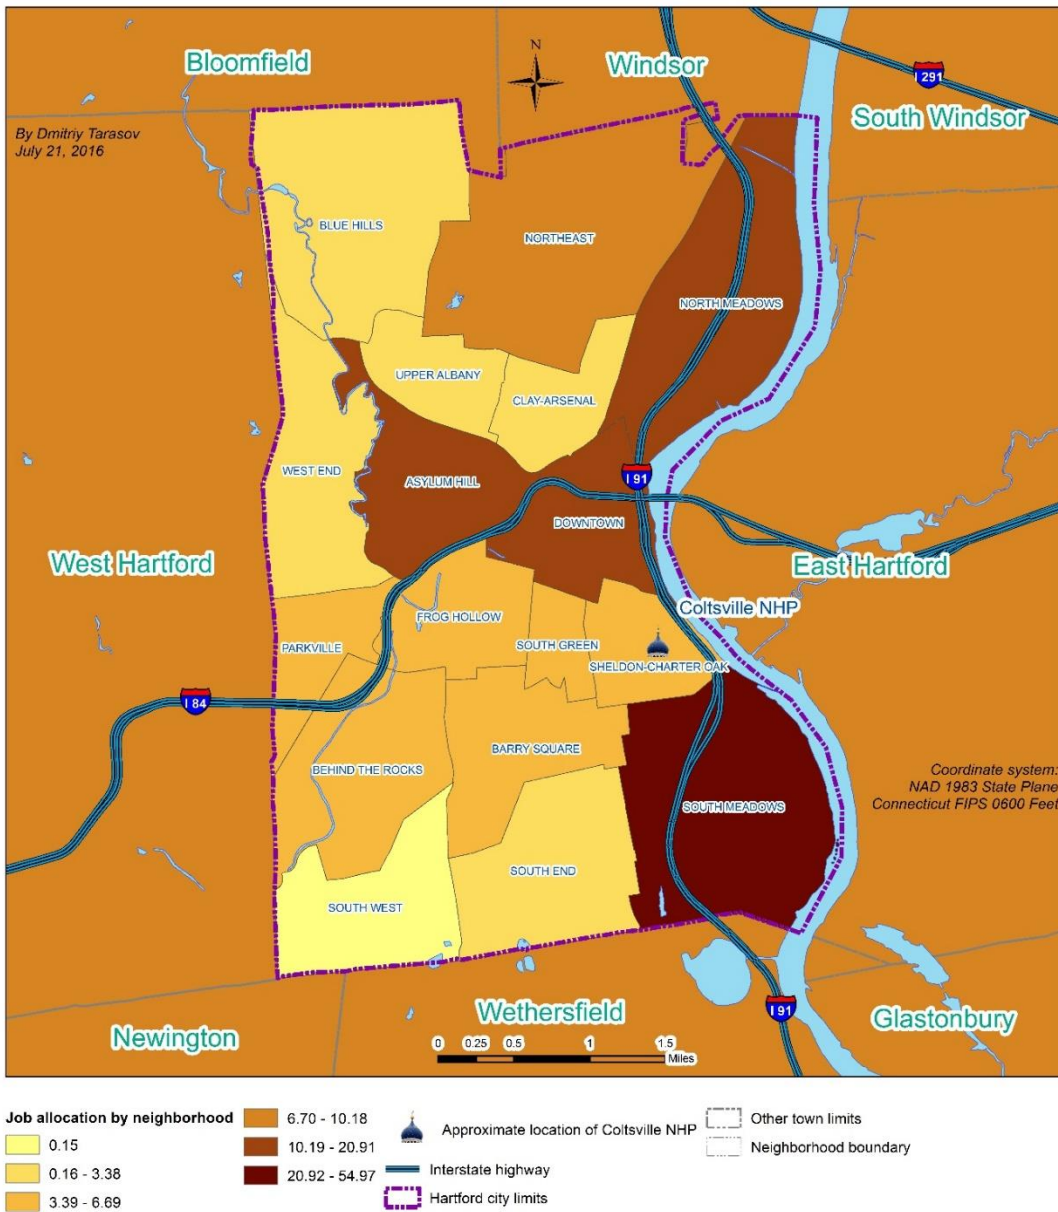 Bloomfield
Windsor
N
I 291
South Windsor
By Dmitriy Tarasov
July 21, 2016
BLUE HILLS
NORTHEAST
NORTH MEADOWS
UPPER ALBANY
CLAY-ARSENAL
WEST END
ASYLUM HILL
I 91
DOWNTOWN
West Hartford
East Hartford
Coltsville NHP
FROG HOLLOW
PARKVILLE
SOUTH GREEN
SHELDON-CHARTER OAK
I 84
BARRY SQUARE
BEHIND THE ROCKS
Coordinate system:
NAD 1983 State Plane
Connecticut FIPS 0600 Feet
SOUTH MEADOWS
SOUTH END
SOUTH WEST
Wethersfield
I 91
Glastonbury
Newington
0 0.25 0.5 1 1.5
Miles
Job allocation by neighborhood
0.15
0.16 - 3.38
3.39 - 6.69
6.70 - 10.18
10.19 - 20.91
20.92 - 54.97
Approximate location of Coltsville NHP
Interstate highway
Hartford city limits
Other town limits
Neighborhood boundary